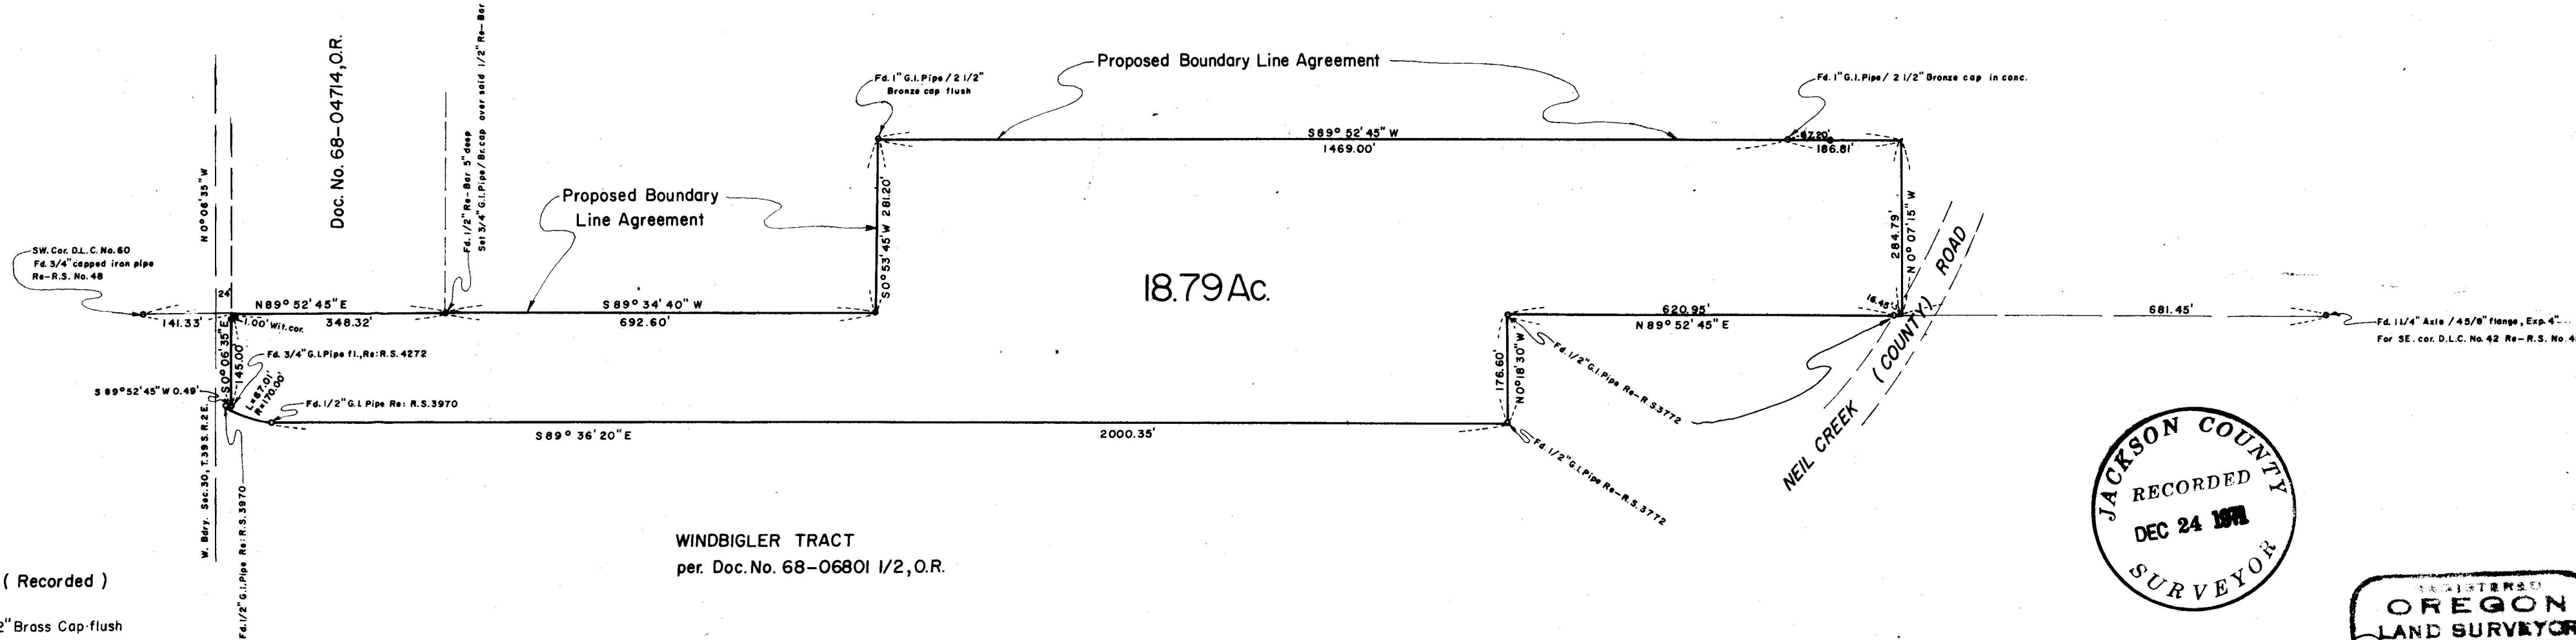 Doc. No. 68-04714, O.R.
N 0° 06' 35" W
Fd. 1/2" Re-Bar 5" deep
Set 3/4" G.I. Pipe / Br. cap over said 1/2" Re-Bar
Fd. 1" G.I. Pipe / 2 1/2"
Bronze cap flush
Proposed Boundary Line Agreement
Fd. 1" G.I. Pipe / 2 1/2" Bronze cap in conc.
S 89° 52' 45" W
1469.00'
186.81'
Proposed Boundary
Line Agreement
S 0° 53' 45" W 281.20'
284.79'
N 0° 07' 15" W
SW. Cor. D.L.C. No. 60
Fd. 3/4" capped iron pipe
Re-R.S. No. 48
24'
N 89° 52' 45" E
348.32'
141.33'
1.00' Wit. cor.
S 89° 34' 40" W
692.60'
18.79 Ac.
620.95'
N 89° 52' 45" E
16.45'
681.45'
Fd. 1 1/4" Axle / 4 5/8" flange, Exp. 4"
For SE. cor. D.L.C. No. 42 Re-R.S. No. 4
S 0° 06' 35" E
145.00'
Fd. 3/4" G.I. Pipe fl., Re: R.S. 4272
S 89° 52' 45" W 0.49'
L=67.01'
R=170.00'
Fd. 1/2" G.I. Pipe Re: R.S. 3970
176.60'
N 0° 18' 30" W
Fd. 1/2" G.I. Pipe Re-R.S. 3772
S 89° 36' 20" E
2000.35'
Fd. 1/2" G.I. Pipe Re-R.S. 3772
NEIL CREEK (COUNTY) ROAD
W. Bdry. Sec. 30, T. 39 S. R. 2 E.
Fd. 1/2" G.I. Pipe Re: R.S. 3970
WINDBIGLER TRACT
per. Doc. No. 68-06801 1/2, O.R.
( Recorded )
2" Brass Cap-flush
JACKSON COUNTY
RECORDED
DEC 24 1971
SURVEYOR
REGISTERED
OREGON
LAND SURVEYOR